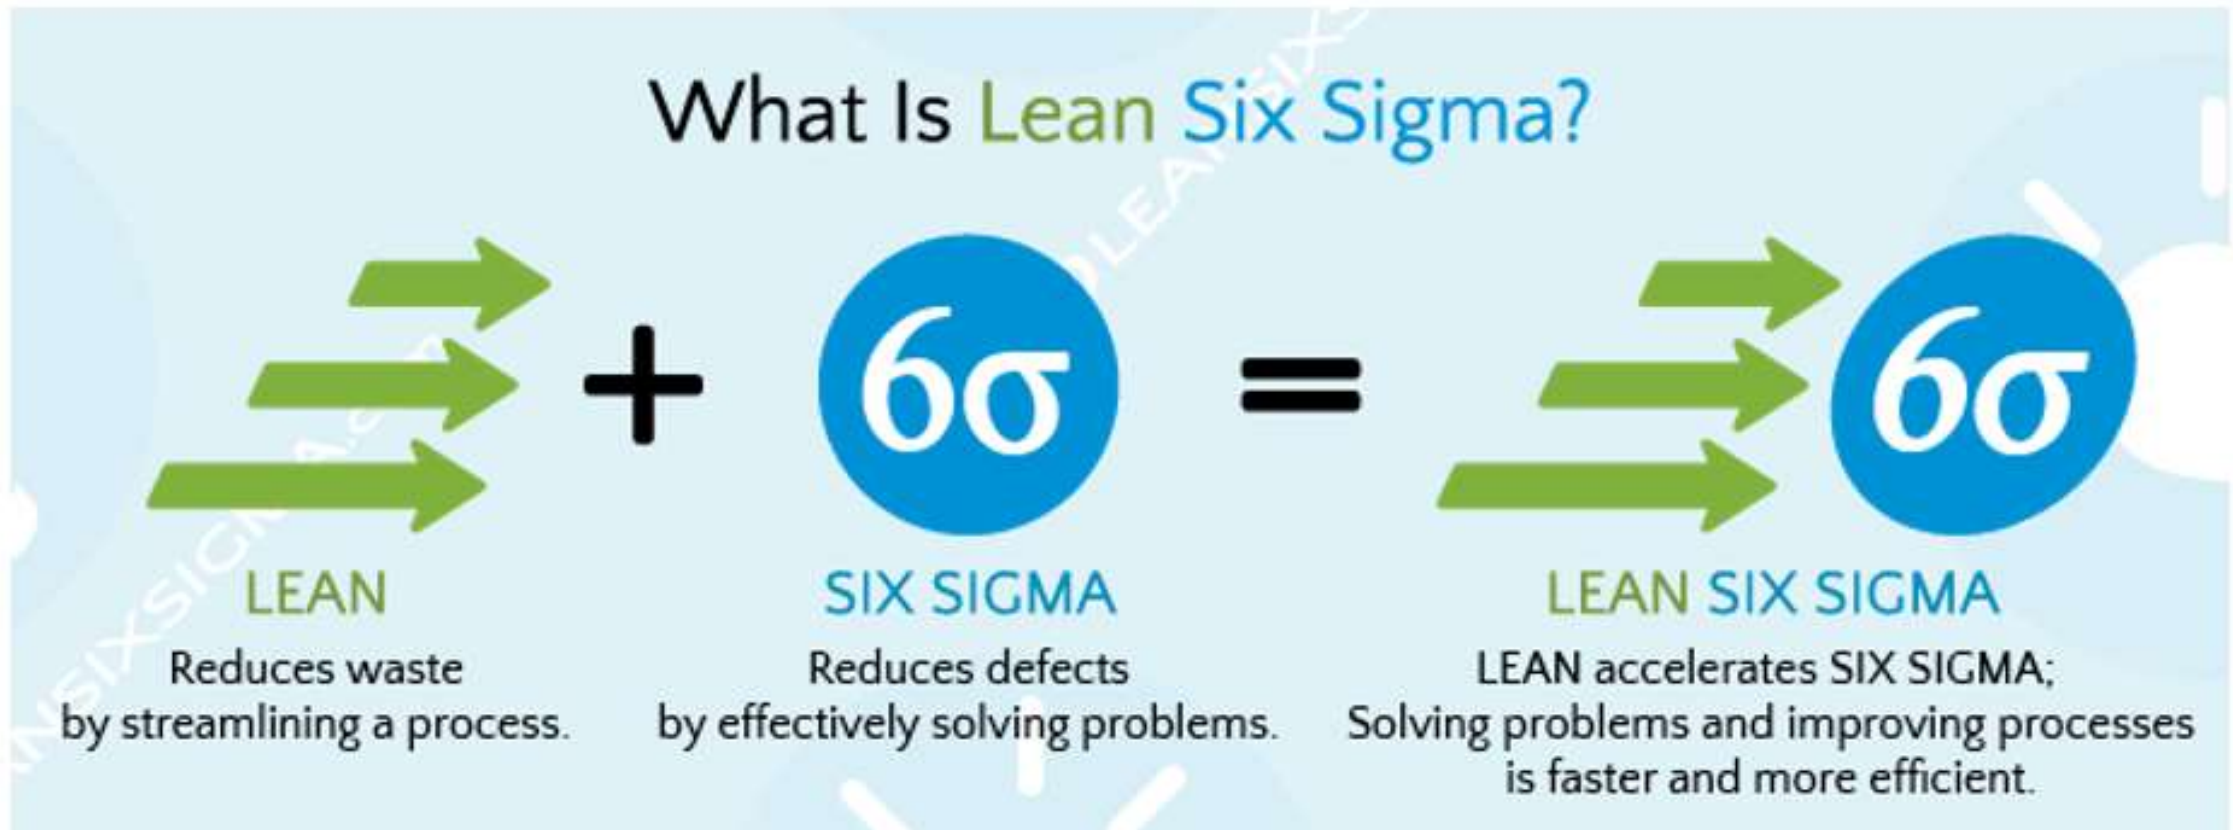 What Is Lean Six Sigma?
+
6σ
=
6σ
LEAN
Reduces waste
by streamlining a process.
SIX SIGMA
Reduces defects
by effectively solving problems.
LEAN SIX SIGMA
LEAN accelerates SIX SIGMA;
Solving problems and improving processes
is faster and more efficient.